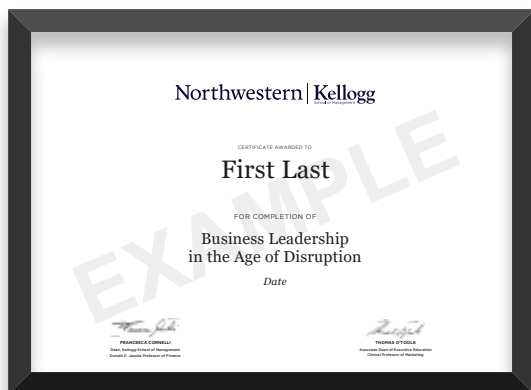 Northwestern | Kellogg
School of Management
CERTIFICATE AWARDED TO
First Last
FOR COMPLETION OF
Business Leadership
in the Age of Disruption
Date
EXAMPLE
FRANCESCA CORNELLI
Dean, Kellogg School of Management
Donald P. Jacobs Professor of Finance
THOMAS O'TOOLE
Associate Dean of Executive Education
Clinical Professor of Marketing